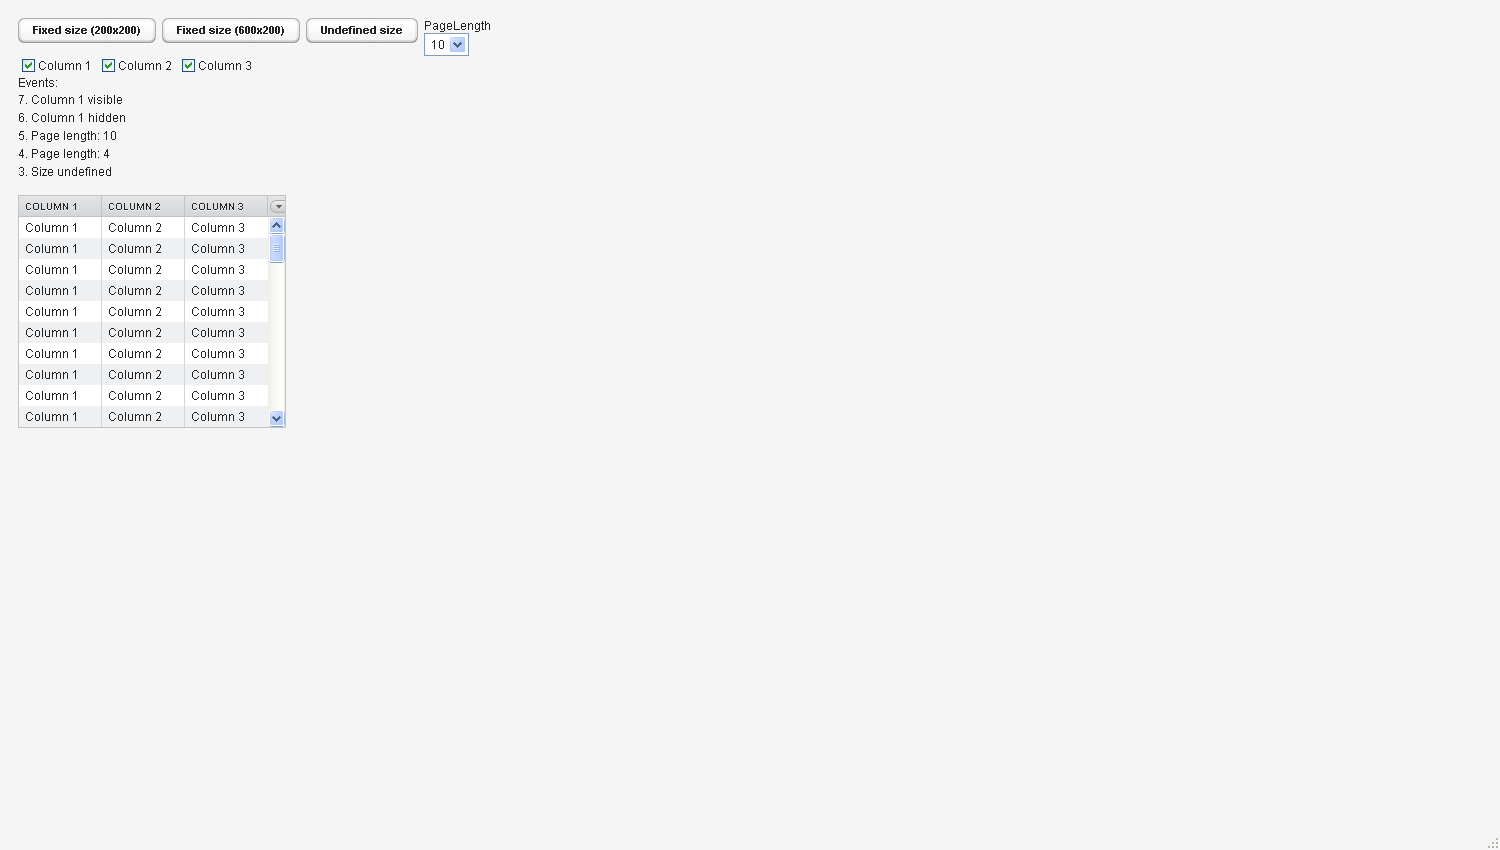 Fixed size (200x200) Fixed size (600x200) Undefined size PageLength
10
Column 1 Column 2 Column 3
Events:
7. Column 1 visible
6. Column 1 hidden
5. Page length: 10
4. Page length: 4
3. Size undefined
COLUMN 1 COLUMN 2 COLUMN 3
Column 1 Column 2 Column 3
Column 1 Column 2 Column 3
Column 1 Column 2 Column 3
Column 1 Column 2 Column 3
Column 1 Column 2 Column 3
Column 1 Column 2 Column 3
Column 1 Column 2 Column 3
Column 1 Column 2 Column 3
Column 1 Column 2 Column 3
Column 1 Column 2 Column 3